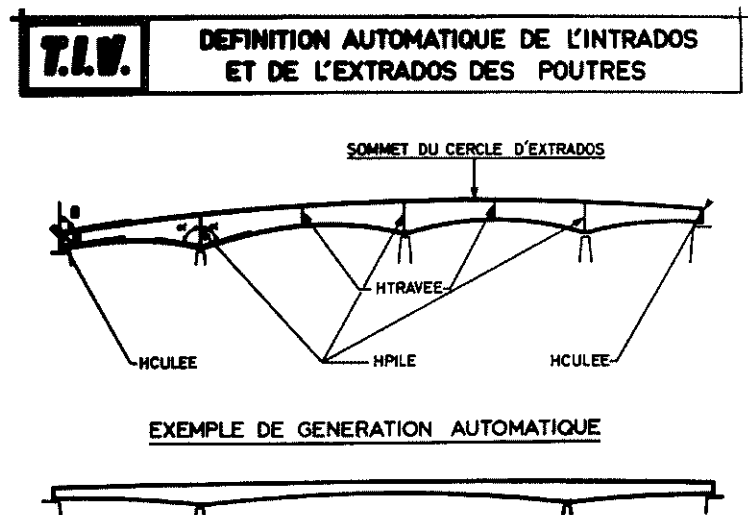 T.I.V.
DEFINITION AUTOMATIQUE DE L'INTRADOS
ET DE L'EXTRADOS DES POUTRES
SOMMET DU CERCLE D'EXTRADOS
HTRAVEE
HCULEE
HPILE
HCULEE
EXEMPLE DE GENERATION AUTOMATIQUE